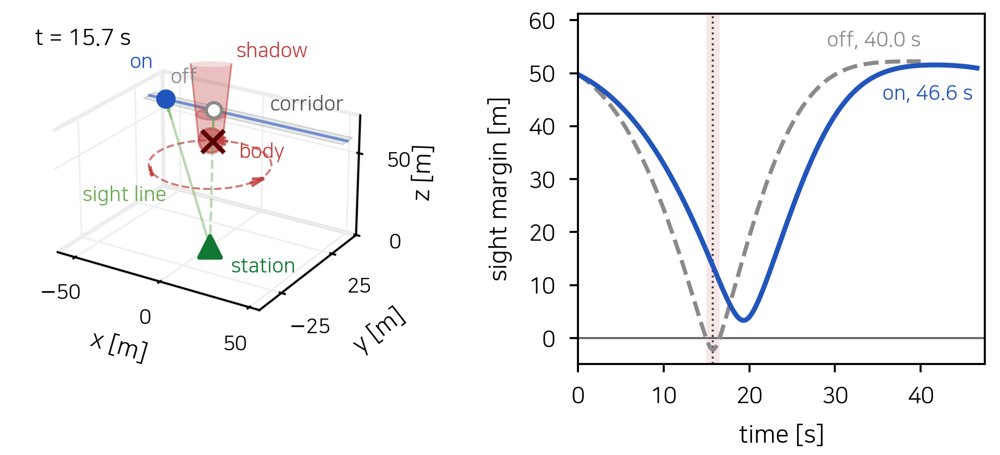 t = 15.7 s
shadow
on
off
corridor
body
sight line
station
−50
0
50
x [m]
−25
25
y [m]
0
50
z [m]
60
50
40
30
20
10
0
sight margin [m]
off, 40.0 s
on, 46.6 s
0
10
20
30
40
time [s]